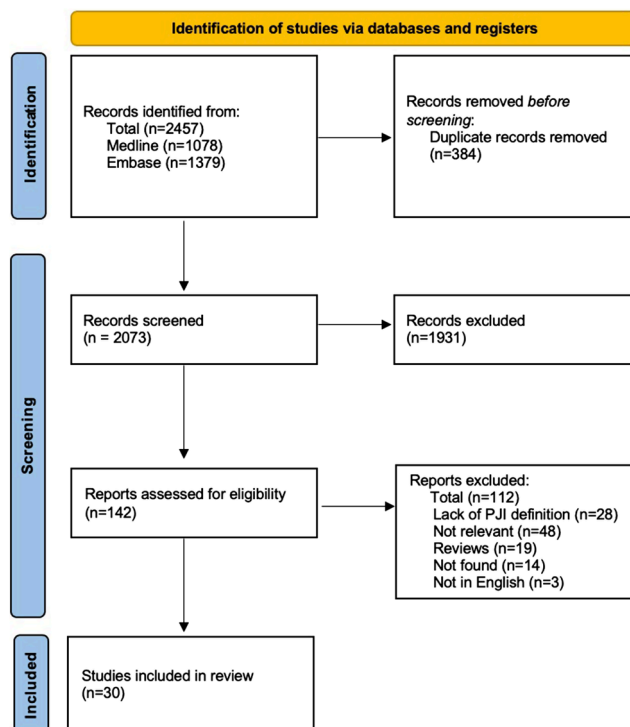 Identification of studies via databases and registers
Identification
Records identified from:
Total (n=2457)
Medline (n=1078)
Embase (n=1379)
Records removed before
screening:
Duplicate records removed
(n=384)
Screening
Records screened
(n = 2073)
Records excluded
(n=1931)
Reports assessed for eligibility
(n=142)
Reports excluded:
Total (n=112)
Lack of PJI definition (n=28)
Not relevant (n=48)
Reviews (n=19)
Not found (n=14)
Not in English (n=3)
Included
Studies included in review
(n=30)